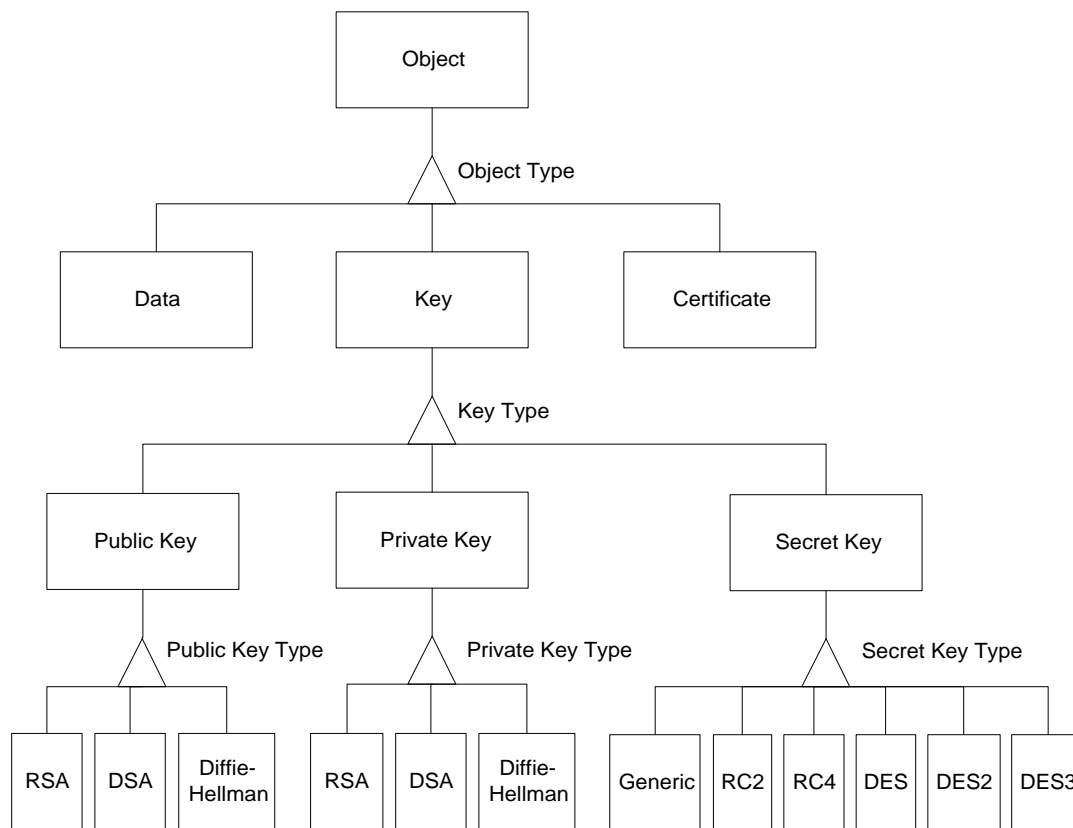 Object
Object Type
Data
Key
Certificate
Key Type
Public Key
Private Key
Secret Key
Public Key Type
Private Key Type
Secret Key Type
RSA
DSA
Diffie-
Hellman
RSA
DSA
Diffie-
Hellman
Generic
RC2
RC4
DES
DES2
DES3